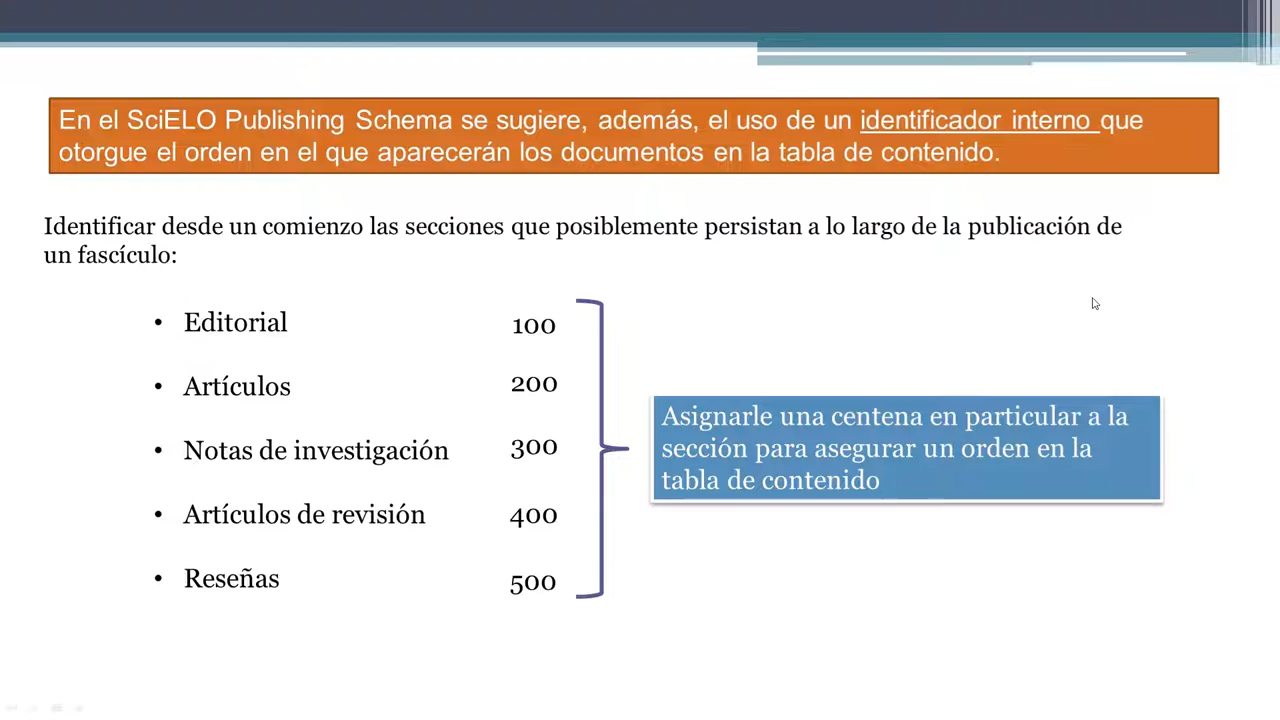 En el SciELO Publishing Schema se sugiere, además, el uso de un identificador interno que
otorgue el orden en el que aparecerán los documentos en la tabla de contenido.
Identificar desde un comienzo las secciones que posiblemente persistan a lo largo de la publicación de
un fascículo:
• Editorial 100
• Artículos 200
• Notas de investigación 300
• Artículos de revisión 400
• Reseñas 500
Asignarle una centena en particular a la
sección para asegurar un orden en la
tabla de contenido